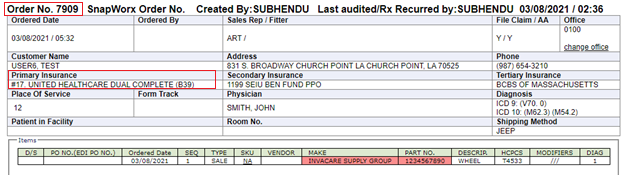 Order No. 7909 SnapWorx Order No. Created By:SUBHENDU Last audited/Rx Recurred by:SUBHENDU 03/08/2021 / 02:36
Ordered Date Ordered By Sales Rep / Fitter File Claim / AA Office
03/08/2021 / 05:32 ART / Y / Y 0100
change office
Customer Name Address Phone
USER6, TEST 831 S. BROADWAY CHURCH POINT LA CHURCH POINT, LA 70525 (987) 654-3210
Primary Insurance Secondary Insurance Tertiary Insurance
#17. UNITED HEALTHCARE DUAL COMPLETE (B39) 1199 SEIU BEN FUND PPO BCBS OF MASSACHUSETTS
Place Of Service Form Track Physician Diagnosis
12 SMITH, JOHN ICD 9: (V70. 0)
ICD 10: (M62.3) (M54.2)
Patient in Facility Room No. Shipping Method
JEEP
Items
D/S PO NO.(EDI PO NO.) Ordered Date SEQ TYPE SKU VENDOR MAKE PART NO. DESCRIP. HCPCS MODIFIERS DIAG
03/08/2021 1 SALE NA INVACARE SUPPLY GROUP 1234567890 WHEEL T4533 /// 1